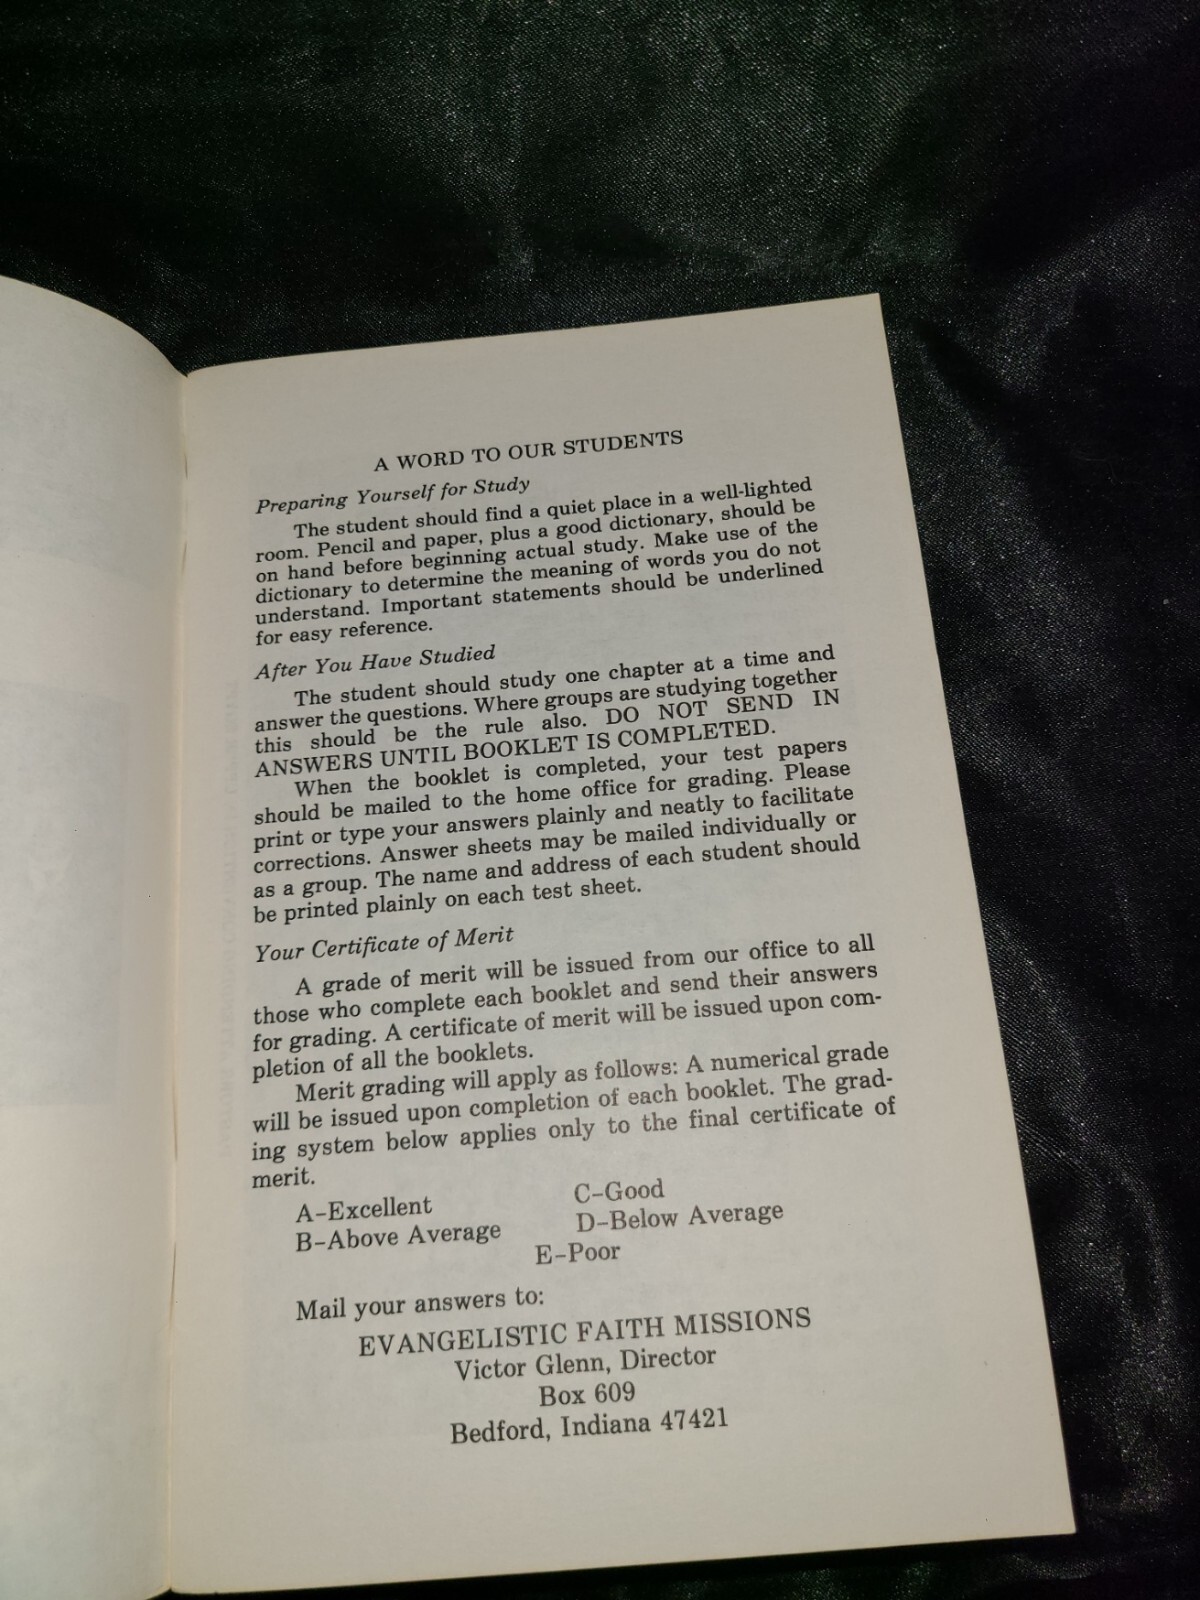 A WORD TO OUR STUDENTS
Preparing Yourself for Study
The student should find a quiet place in a well-lighted
room. Pencil and paper, plus a good dictionary, should be
on hand before beginning actual study. Make use of the
dictionary to determine the meaning of words you do not
understand. Important statements should be underlined
for easy reference.
After You Have Studied
The student should study one chapter at a time and
answer the questions. Where groups are studying together
this should be the rule also. DO NOT SEND IN
ANSWERS UNTIL BOOKLET IS COMPLETED.
When the booklet is completed, your test papers
should be mailed to the home office for grading. Please
print or type your answers plainly and neatly to facilitate
corrections. Answer sheets may be mailed individually or
as a group. The name and address of each student should
be printed plainly on each test sheet.
Your Certificate of Merit
A grade of merit will be issued from our office to all
those who complete each booklet and send their answers
for grading. A certificate of merit will be issued upon com-
pletion of all the booklets.
Merit grading will apply as follows: A numerical grade
will be issued upon completion of each booklet. The grad-
ing system below applies only to the final certificate of
merit.
A–Excellent C–Good
B–Above Average D–Below Average
E–Poor
Mail your answers to:
EVANGELISTIC FAITH MISSIONS
Victor Glenn, Director
Box 609
Bedford, Indiana 47421